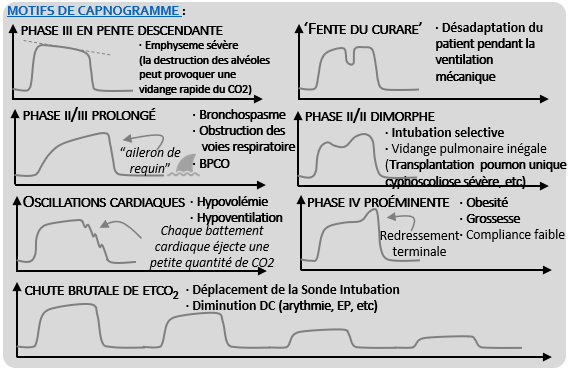 MOTIFS DE CAPNOGRAMME :
PHASE III EN PENTE DESCENDANTE
· Emphyseme sévère
(la destruction des alvéoles
peut provoquer une
vidange rapide du CO2)
'FENTE DU CURARE'
· Désadaptation du
patient pendant la
ventilation
mécanique
PHASE II/III PROLONGÉ
· Bronchospasme
· Obstruction des
voies respiratoire
· BPCO
"aileron de
requin"
PHASE II/II DIMORPHE
· Intubation selective
· Vidange pulmonaire inégale
(Transplantation poumon unique
cyphoscoliose sévère, etc)
OSCILLATIONS CARDIAQUES
· Hypovolémie
· Hypoventilation
Chaque battement
cardiaque éjecte une
petite quantité de CO2
PHASE IV PROÉMINENTE
· Obesité
· Grossesse
· Compliance faible
Redressement
terminale
CHUTE BRUTALE DE ETCO2
· Déplacement de la Sonde Intubation
· Diminution DC (arythmie, EP, etc)